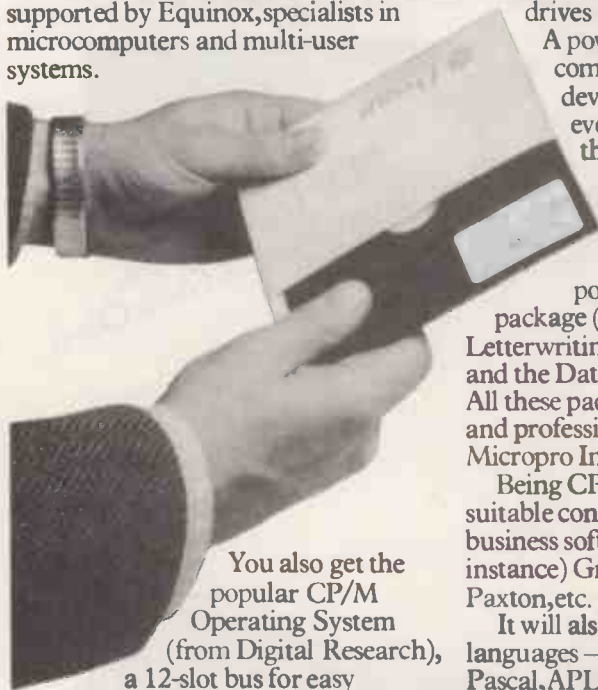 supported by Equinox,specialists in
microcomputers and multi-user
systems.
You also get the
popular CP/M
Operating System
(from Digital Research),
a 12-slot bus for easy
drives
A
com
dev
th
package (
Letterwritin
and the Dat
All these pac
and professi
Micropro In
Being CP
suitable con
business soft
instance) Gr
Paxton,etc.
It will als
languages –
Pascal,APL